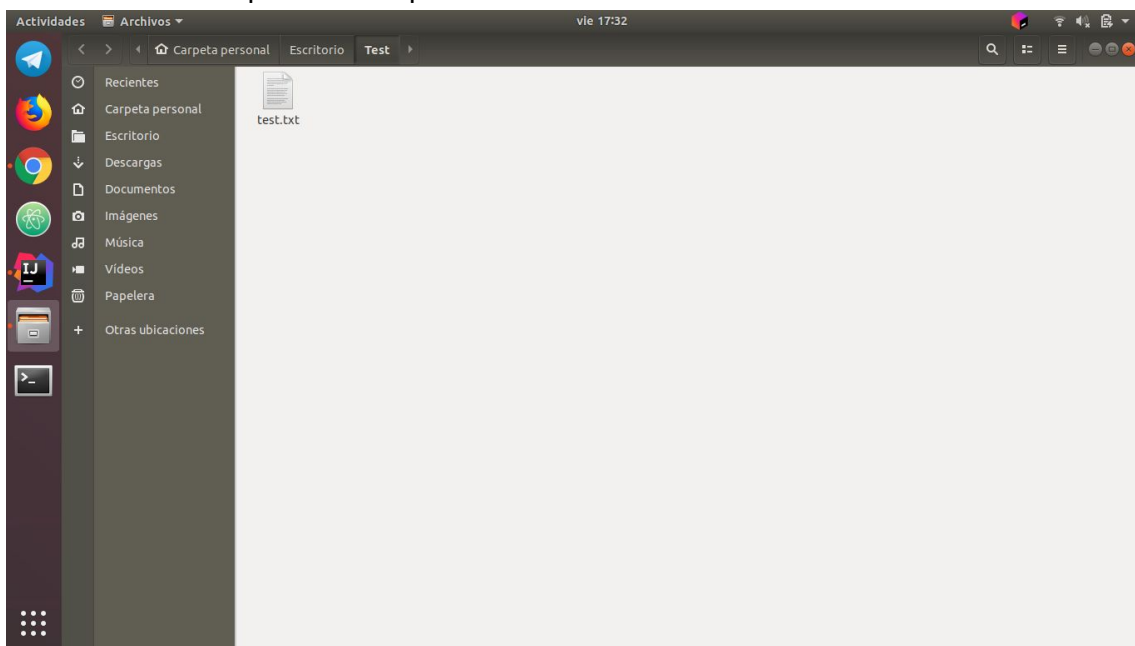 Actividades Archivos vie 17:32
Carpeta personal Escritorio Test
Recientes
Carpeta personal
Escritorio
Descargas
Documentos
Imágenes
Música
Vídeos
Papelera
Otras ubicaciones
test.txt
IJ